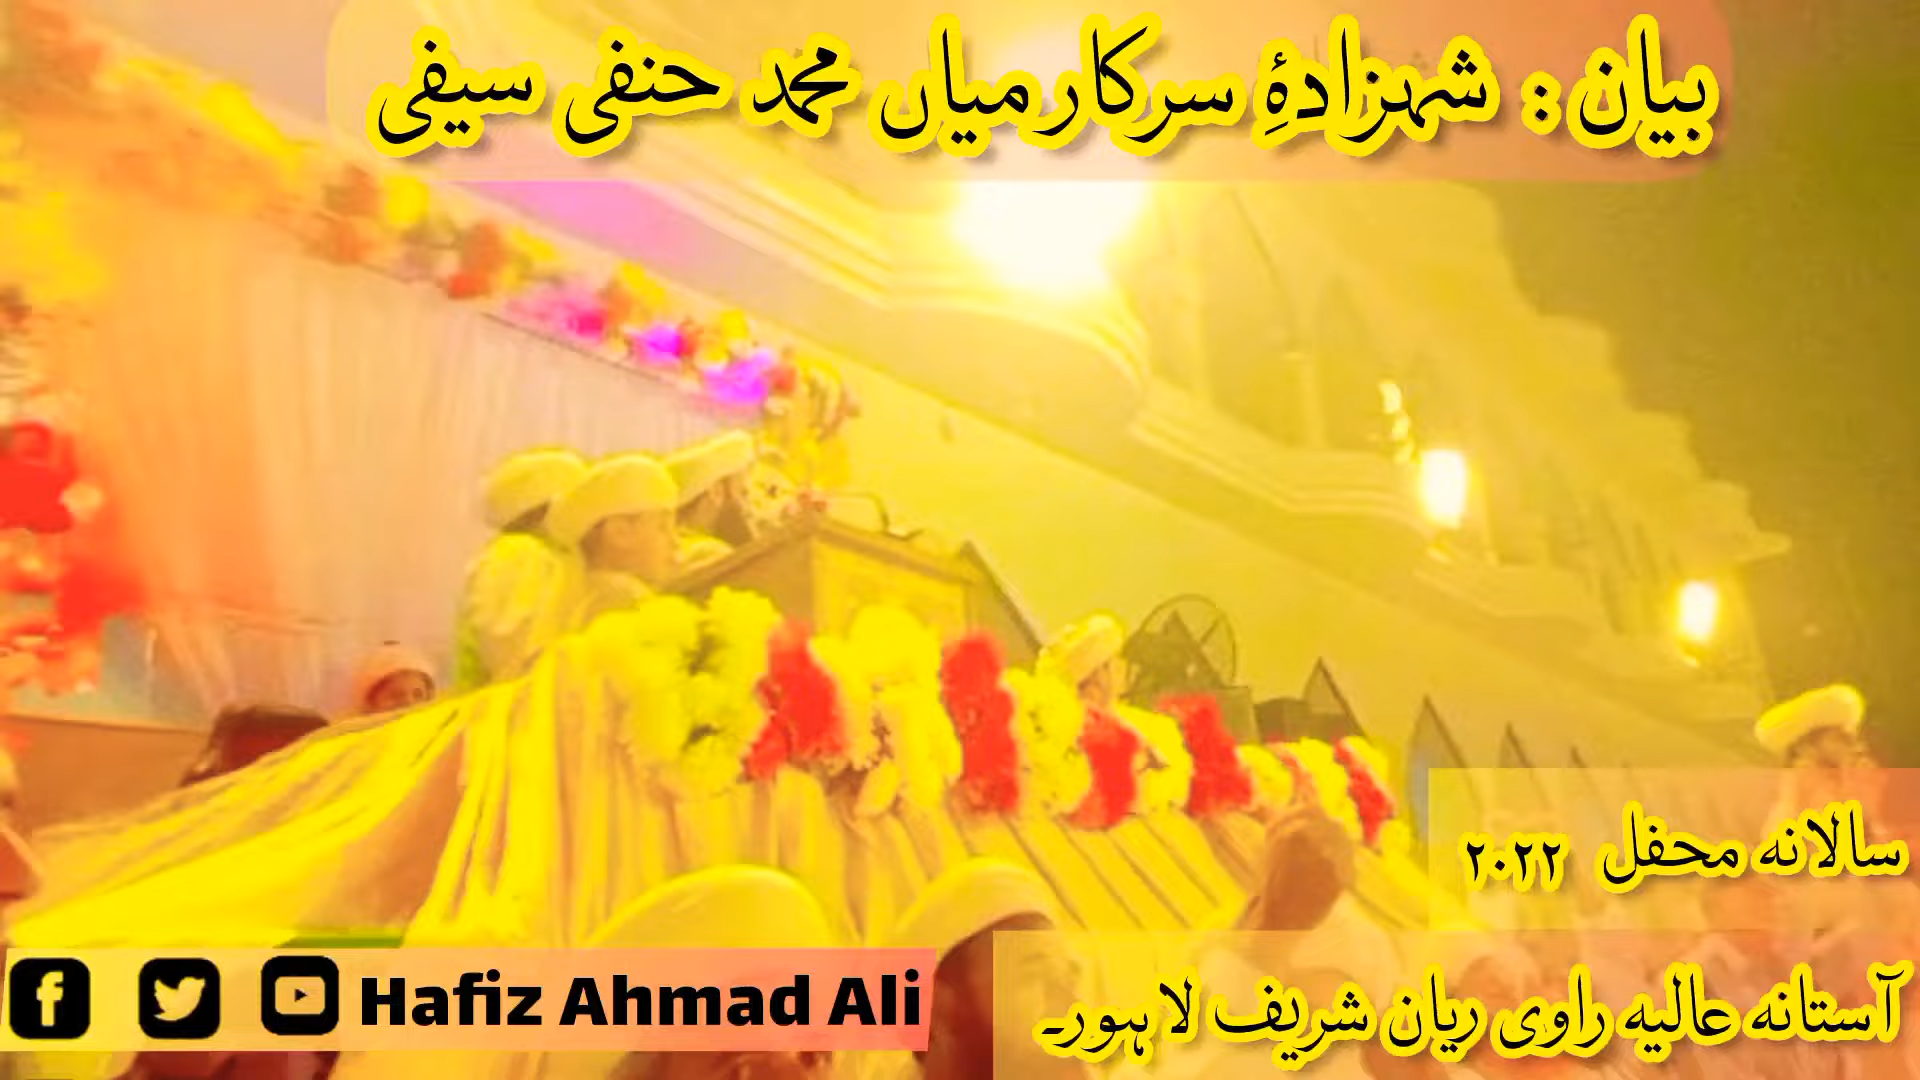 بیان : شہزادۂِ سرکار میاں محمد حنفی سیفی
سالانہ محفل ۲۰۲۲
آستانہ عالیہ راوی ریان شریف لاہور۔
Hafiz Ahmad Ali